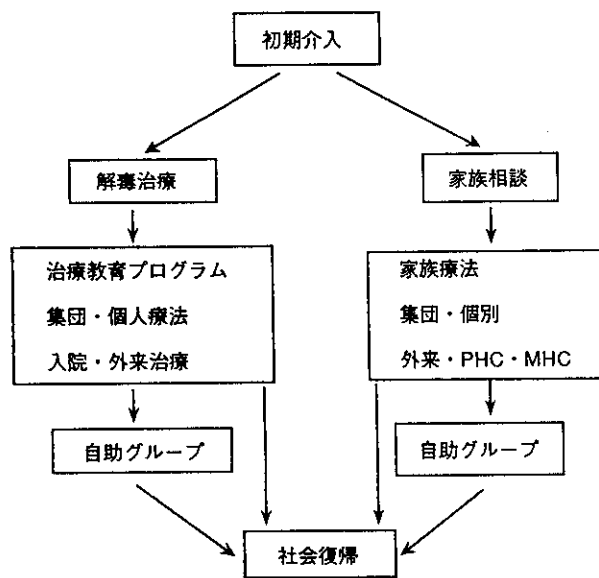 初期介入
解毒治療
家族相談
治療教育プログラム
集団・個人療法
入院・外来治療
家族療法
集団・個別
外来・PHC・MHC
自助グループ
自助グループ
社会復帰